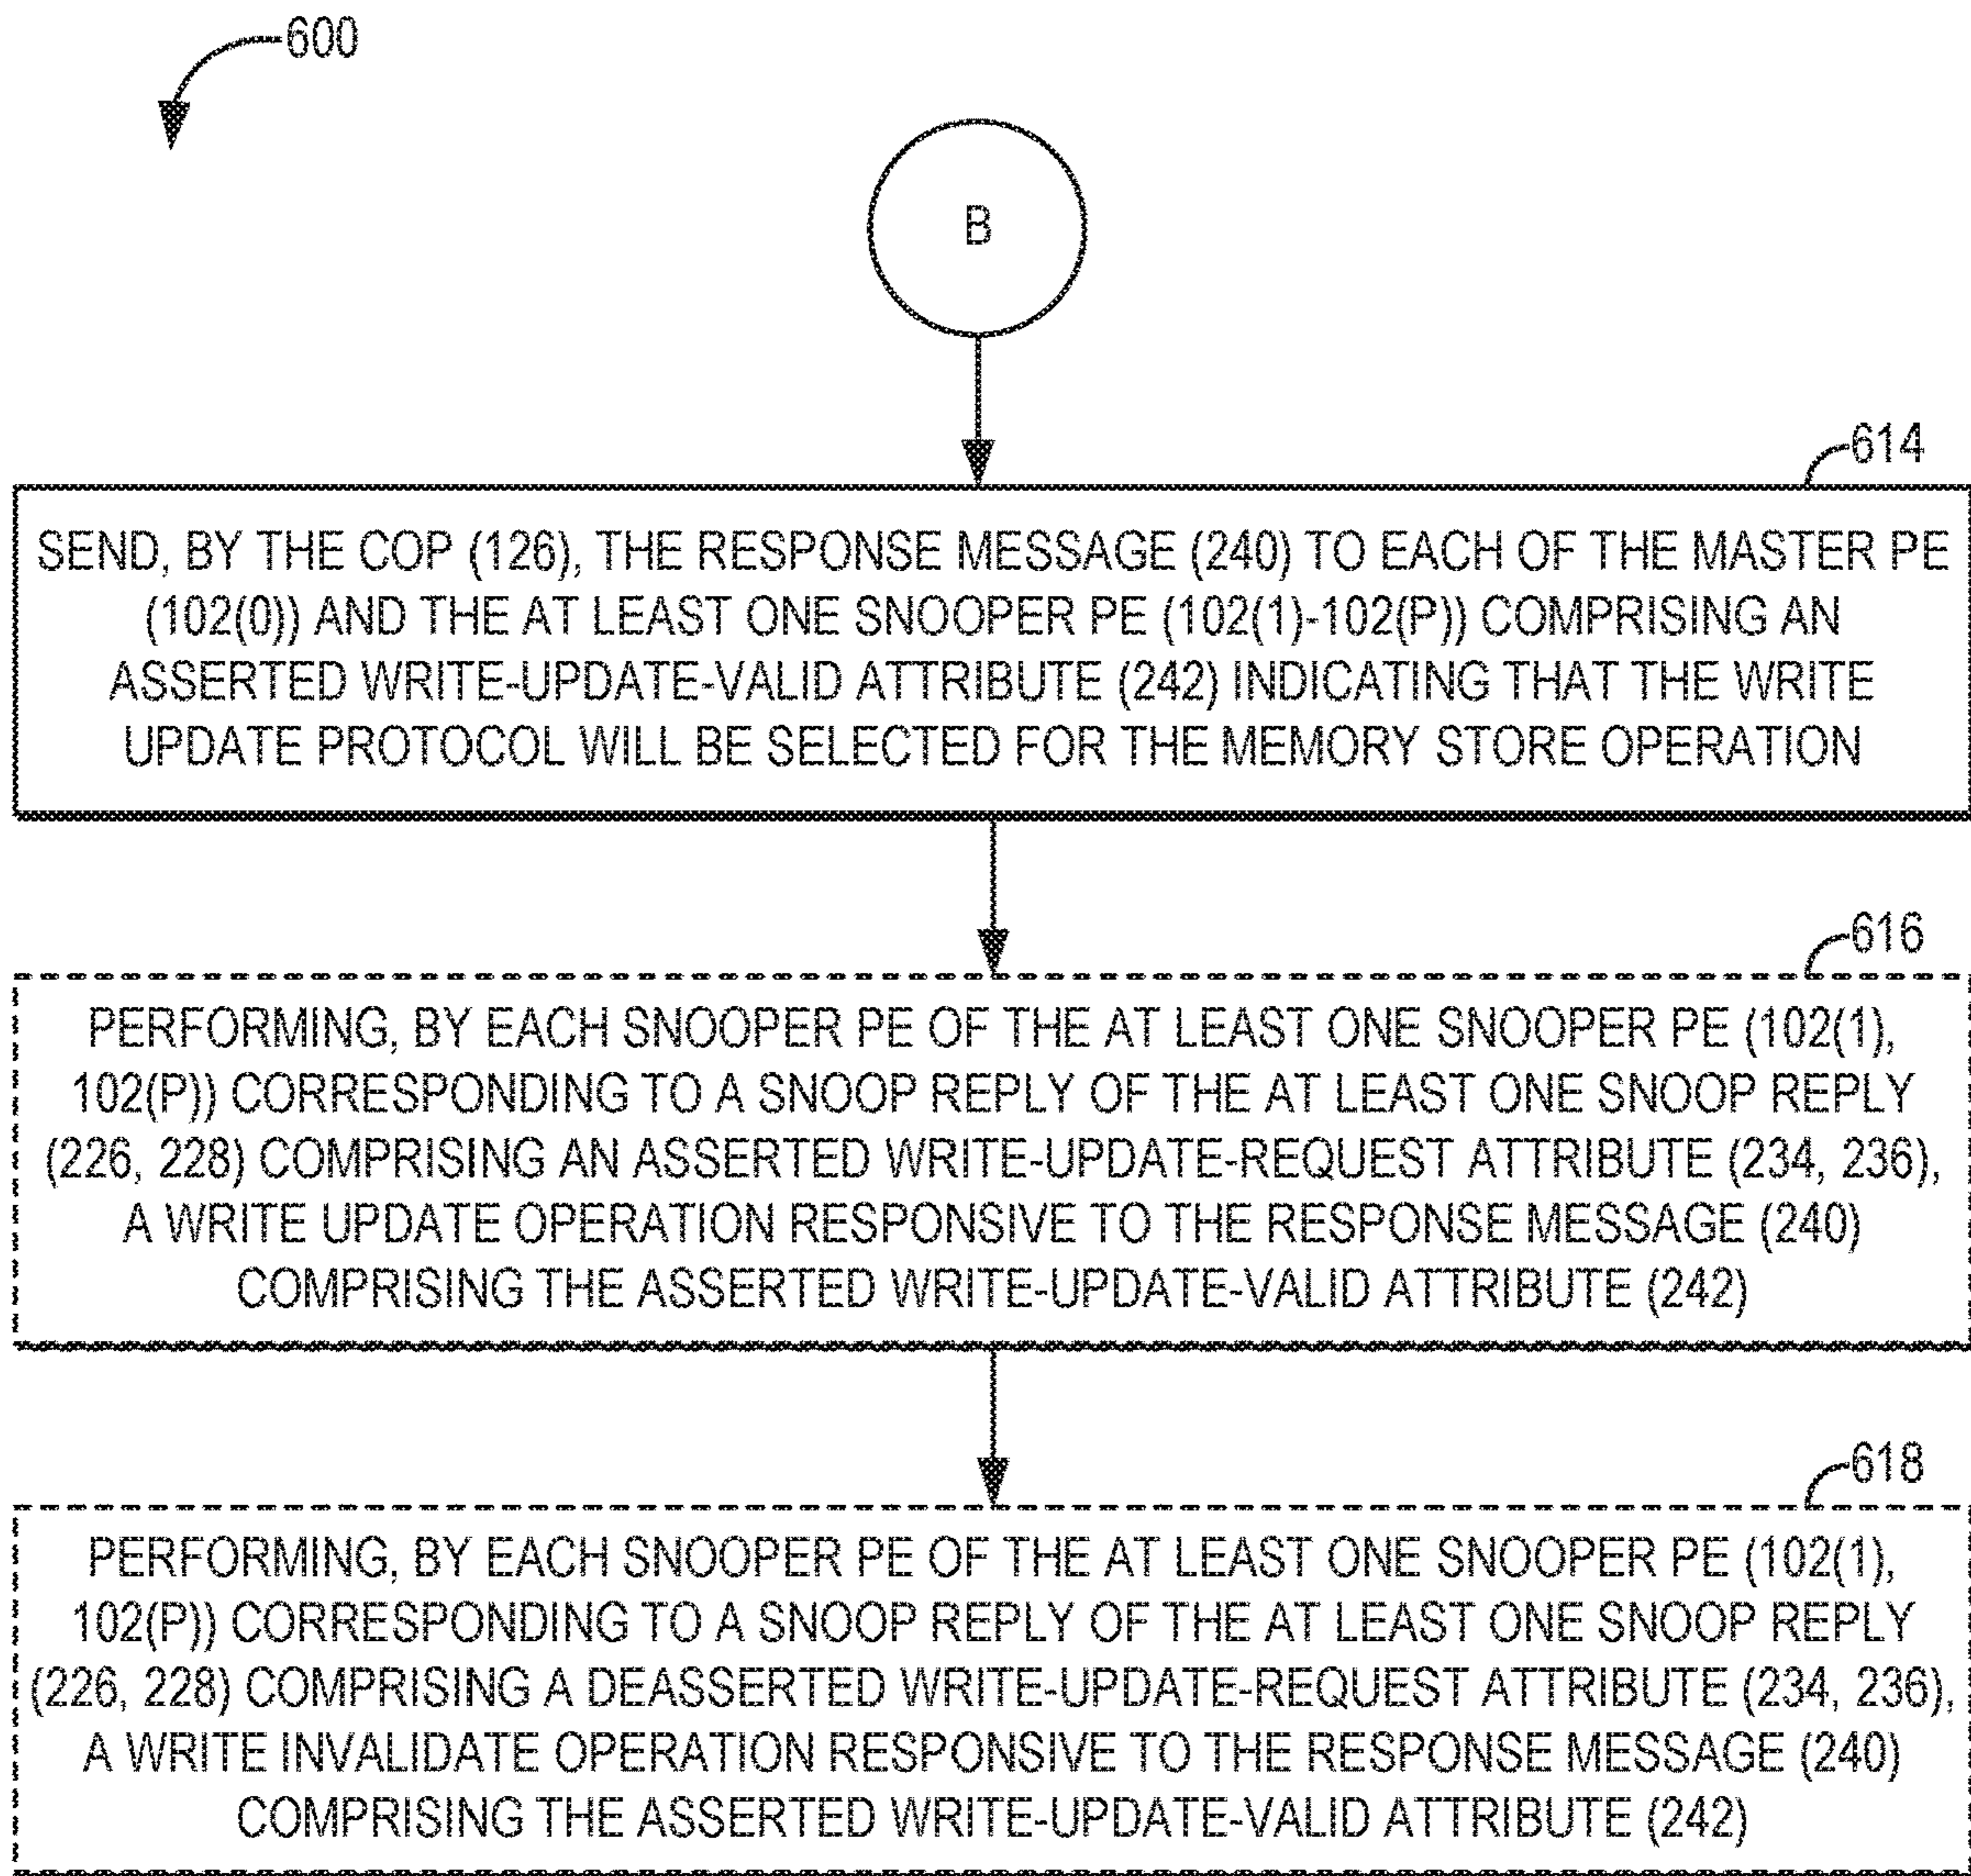 600
B
614
SEND, BY THE COP (126), THE RESPONSE MESSAGE (240) TO EACH OF THE MASTER PE
(102(0)) AND THE AT LEAST ONE SNOOPER PE (102(1)-102(P)) COMPRISING AN
ASSERTED WRITE-UPDATE-VALID ATTRIBUTE (242) INDICATING THAT THE WRITE
UPDATE PROTOCOL WILL BE SELECTED FOR THE MEMORY STORE OPERATION
616
PERFORMING, BY EACH SNOOPER PE OF THE AT LEAST ONE SNOOPER PE (102(1),
102(P)) CORRESPONDING TO A SNOOP REPLY OF THE AT LEAST ONE SNOOP REPLY
(226, 228) COMPRISING AN ASSERTED WRITE-UPDATE-REQUEST ATTRIBUTE (234, 236),
A WRITE UPDATE OPERATION RESPONSIVE TO THE RESPONSE MESSAGE (240)
COMPRISING THE ASSERTED WRITE-UPDATE-VALID ATTRIBUTE (242)
618
PERFORMING, BY EACH SNOOPER PE OF THE AT LEAST ONE SNOOPER PE (102(1),
102(P)) CORRESPONDING TO A SNOOP REPLY OF THE AT LEAST ONE SNOOP REPLY
(226, 228) COMPRISING A DEASSERTED WRITE-UPDATE-REQUEST ATTRIBUTE (234, 236),
A WRITE INVALIDATE OPERATION RESPONSIVE TO THE RESPONSE MESSAGE (240)
COMPRISING THE ASSERTED WRITE-UPDATE-VALID ATTRIBUTE (242)